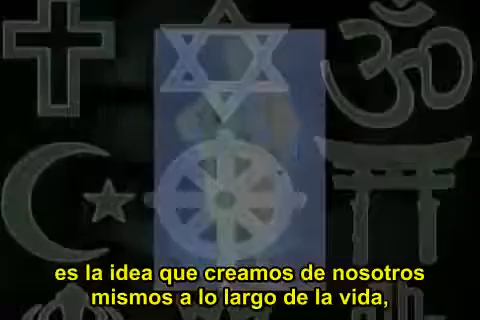 es la idea que creamos de nosotros
mismos a lo largo de la vida,